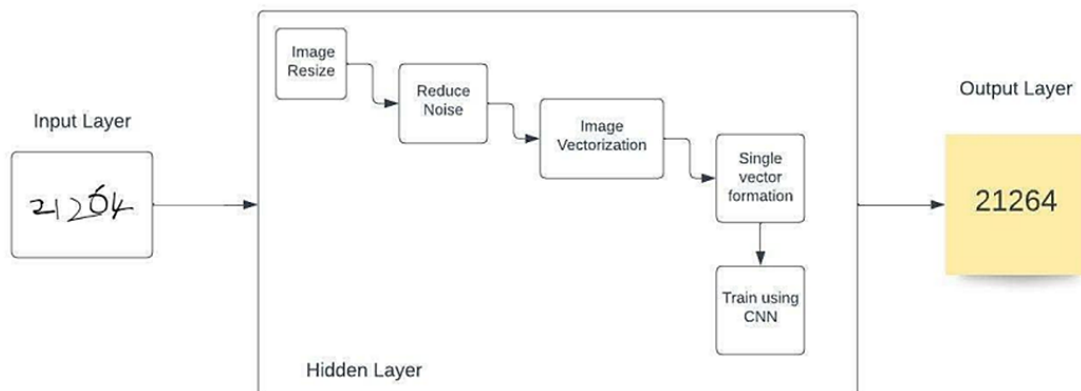 Input Layer
21264
Image
Resize
Reduce
Noise
Image
Vectorization
Single
vector
formation
Train using
CNN
Hidden Layer
Output Layer
21264